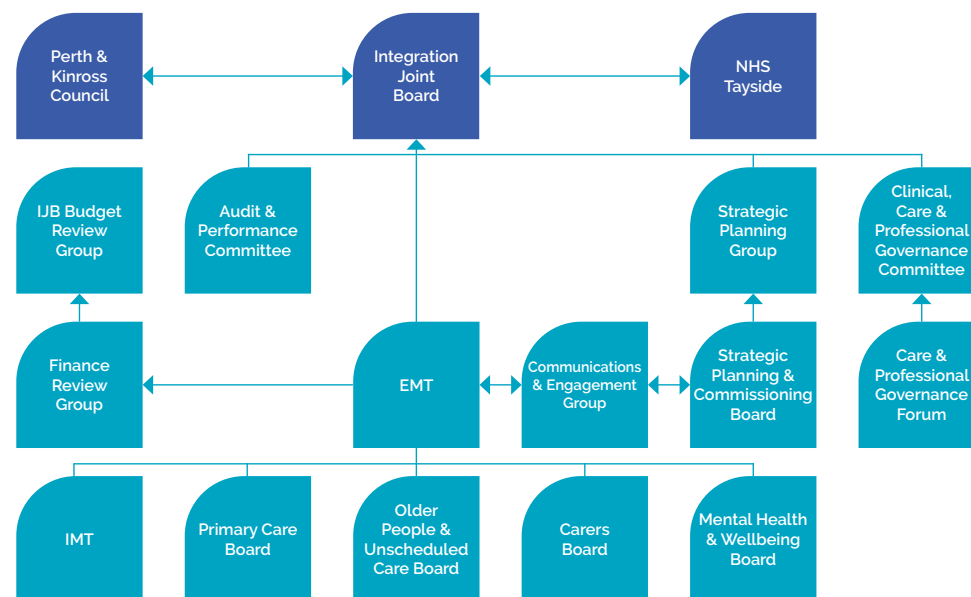 Perth &
Kinross
Council
Integration
Joint
Board
NHS
Tayside
IJB Budget
Review
Group
Audit &
Performance
Committee
Strategic
Planning
Group
Clinical,
Care &
Professional
Governance
Committee
Finance
Review
Group
EMT
Communications
& Engagement
Group
Strategic
Planning &
Commissioning
Board
Care &
Professional
Governance
Forum
IMT
Primary Care
Board
Older
People &
Unscheduled
Care Board
Carers
Board
Mental Health
& Wellbeing
Board